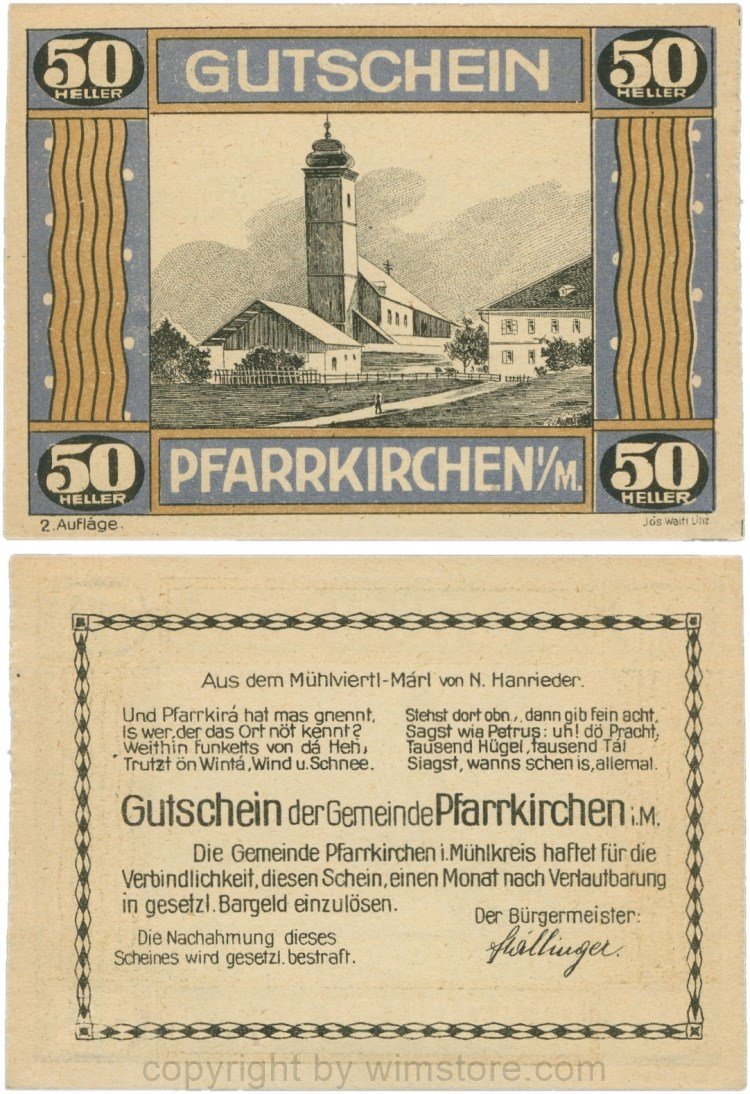 50 HELLER
GUTSCHEIN
50 HELLER
50 HELLER
PFARRKIRCHEN I/M.
50 HELLER
2. Auflage.
Jos Waitl Linz
Aus dem Mühlviertl-Márl von N. Hanrieder.
Und Pfarrkirá hat mas gnennt,
Is wer, der das Ort nöt kennt?
Weithin funkelts von dá Heh,
Trutzt ön Wintá, Wind u. Schnee.
Stehst dort obn, dann gib fein acht,
Sagst wia Petrus: uh! dö Pracht,
Tausend Hügel, tausend Tál
Siagst, wanns schen is, allemal.
Gutschein der Gemeinde Pfarrkirchen i.M.
Die Gemeinde Pfarrkirchen i. Mühlkreis haftet für die
Verbindlichkeit, diesen Schein, einen Monat nach Verlautbarung
in gesetzl. Bargeld einzulösen.
Der Bürgermeister:
Die Nachahmung dieses
Scheines wird gesetzl. bestraft.
copyright by wimstore.com